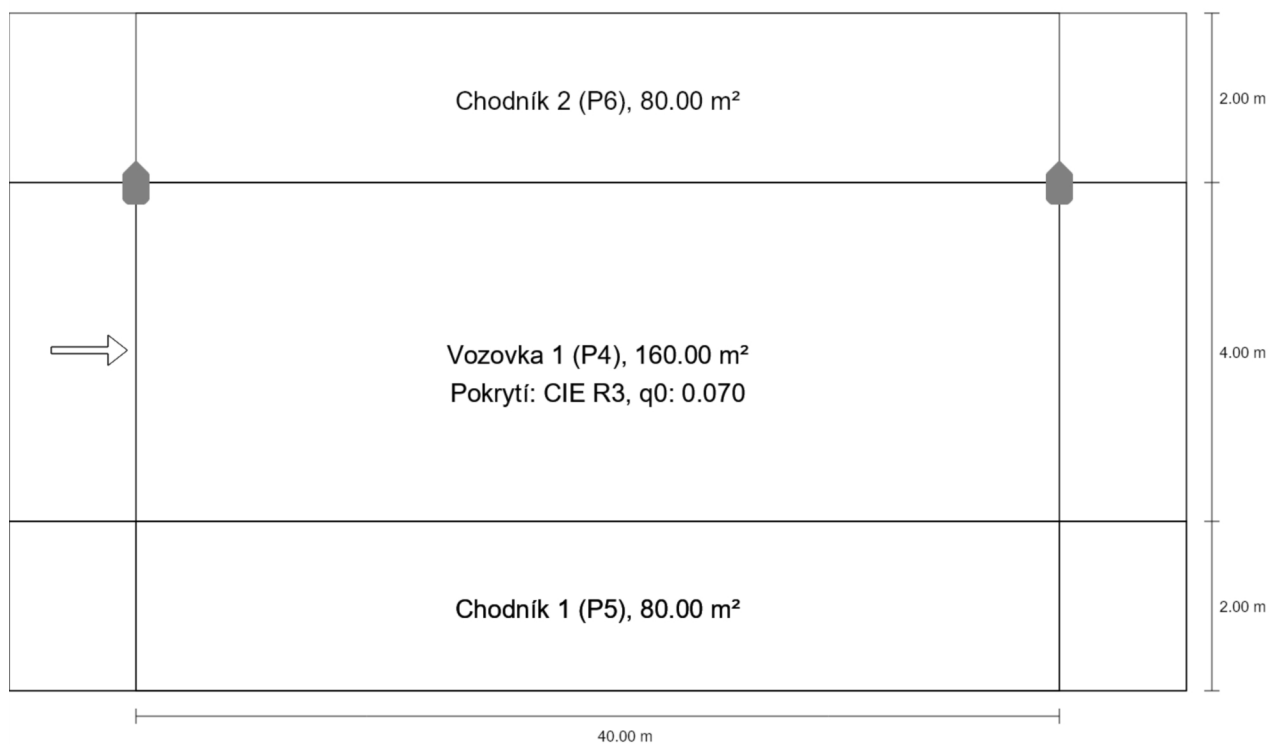 Chodník 2 (P6), 80.00 m²
2.00 m
Vozovka 1 (P4), 160.00 m²
Pokrytí: CIE R3, q0: 0.070
4.00 m
Chodník 1 (P5), 80.00 m²
2.00 m
40.00 m